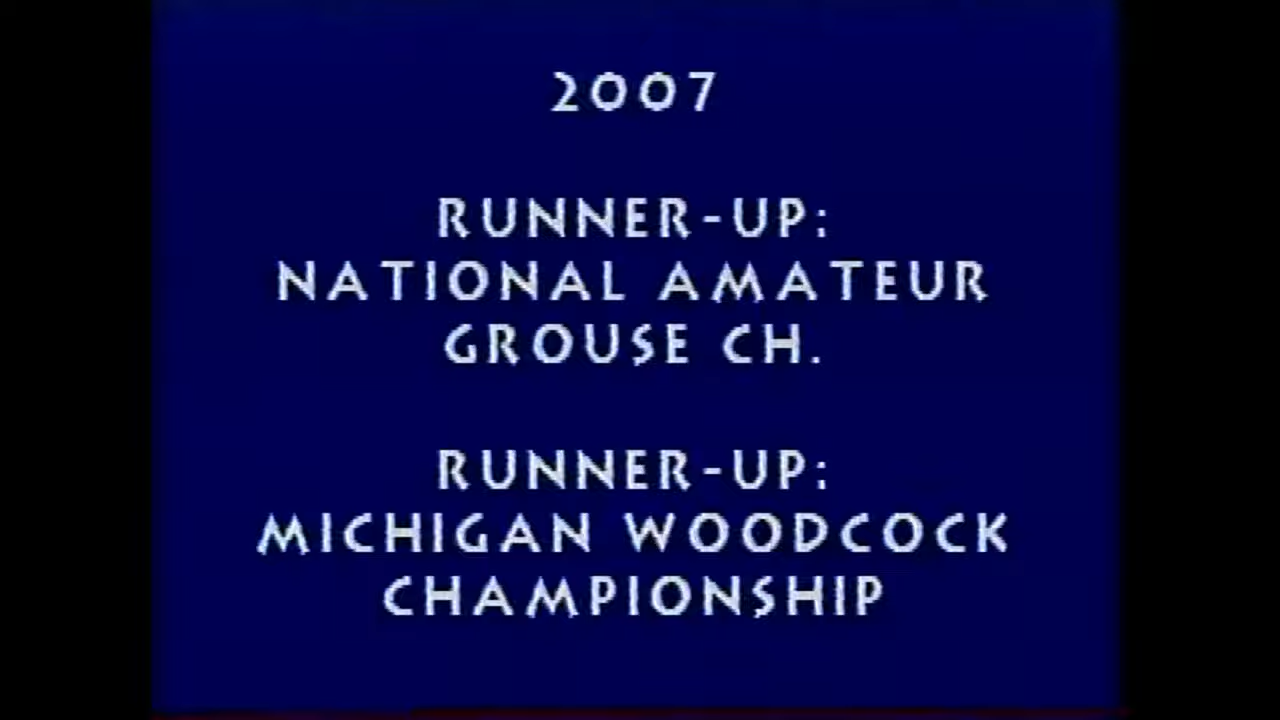 2007
RUNNER-UP:
NATIONAL AMATEUR
GROUSE CH.
RUNNER-UP:
MICHIGAN WOODCOCK
CHAMPIONSHIP